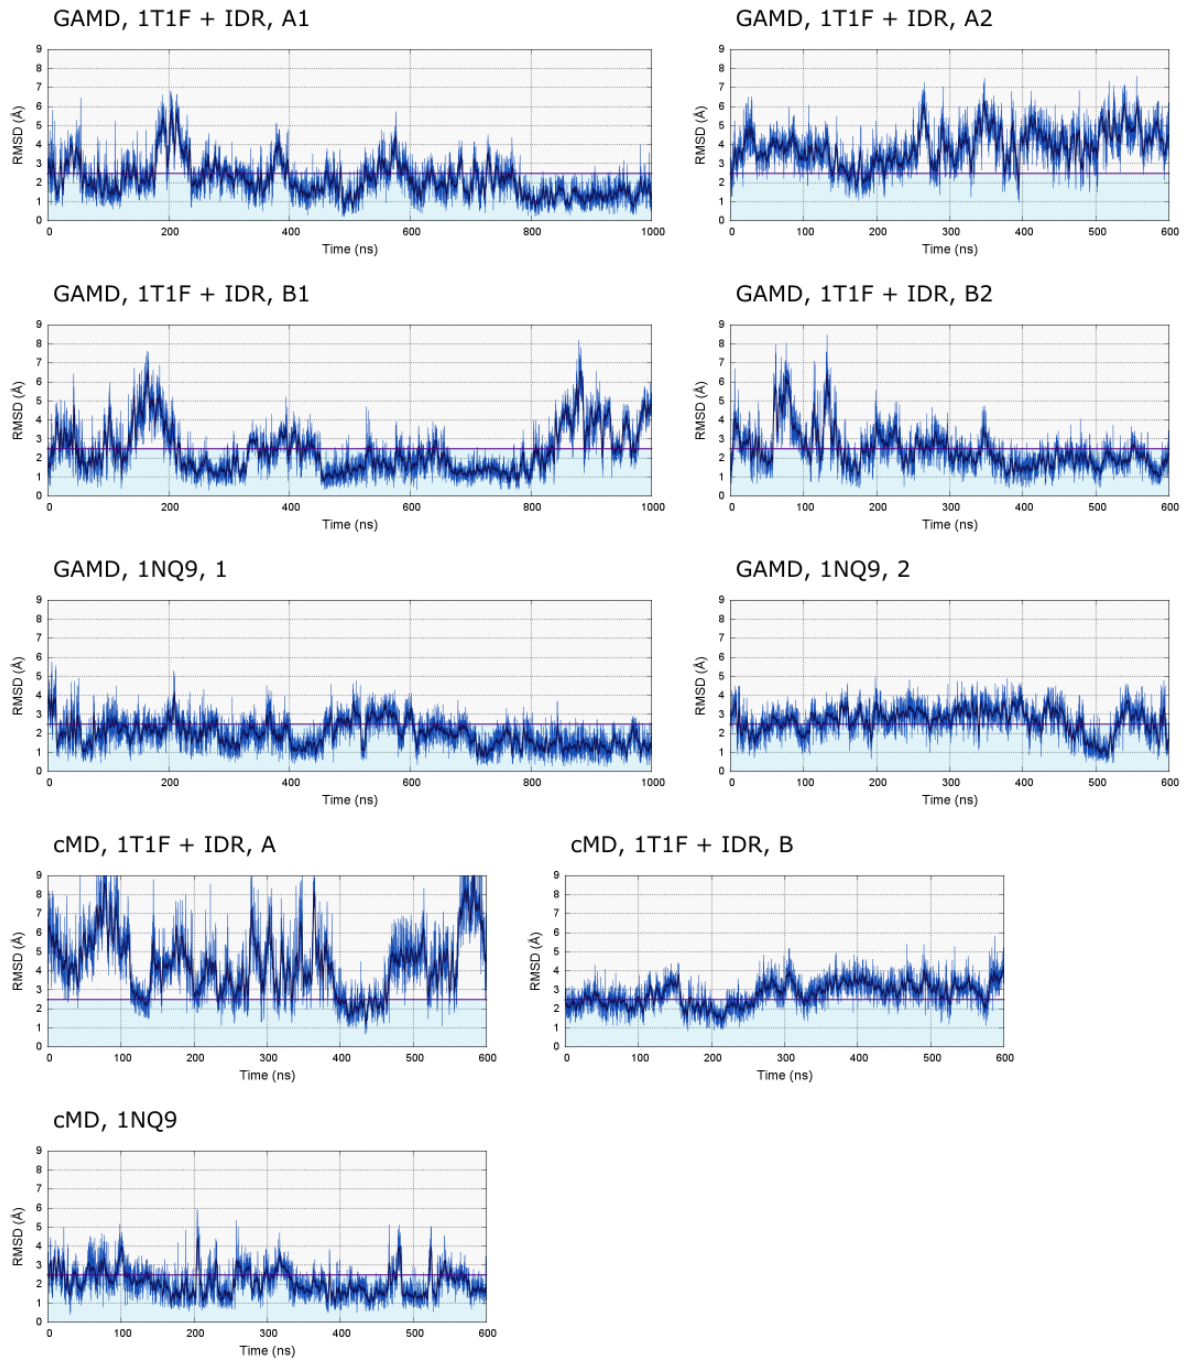 GAMD, 1T1F + IDR, A1
9
8
7
6
5
4
3
2
1
0
RMSD (Å)
0 200 400 600 800 1000
Time (ns)
GAMD, 1T1F + IDR, A2
9
8
7
6
5
4
3
2
1
0
RMSD (Å)
0 100 200 300 400 500 600
Time (ns)
GAMD, 1T1F + IDR, B1
9
8
7
6
5
4
3
2
1
0
RMSD (Å)
0 200 400 600 800 1000
Time (ns)
GAMD, 1T1F + IDR, B2
9
8
7
6
5
4
3
2
1
0
RMSD (Å)
0 100 200 300 400 500 600
Time (ns)
GAMD, 1NQ9, 1
9
8
7
6
5
4
3
2
1
0
RMSD (Å)
0 200 400 600 800 1000
Time (ns)
GAMD, 1NQ9, 2
9
8
7
6
5
4
3
2
1
0
RMSD (Å)
0 100 200 300 400 500 600
Time (ns)
cMD, 1T1F + IDR, A
9
8
7
6
5
4
3
2
1
0
RMSD (Å)
0 100 200 300 400 500 600
Time (ns)
cMD, 1T1F + IDR, B
9
8
7
6
5
4
3
2
1
0
RMSD (Å)
0 100 200 300 400 500 600
Time (ns)
cMD, 1NQ9
9
8
7
6
5
4
3
2
1
0
RMSD (Å)
0 100 200 300 400 500 600
Time (ns)